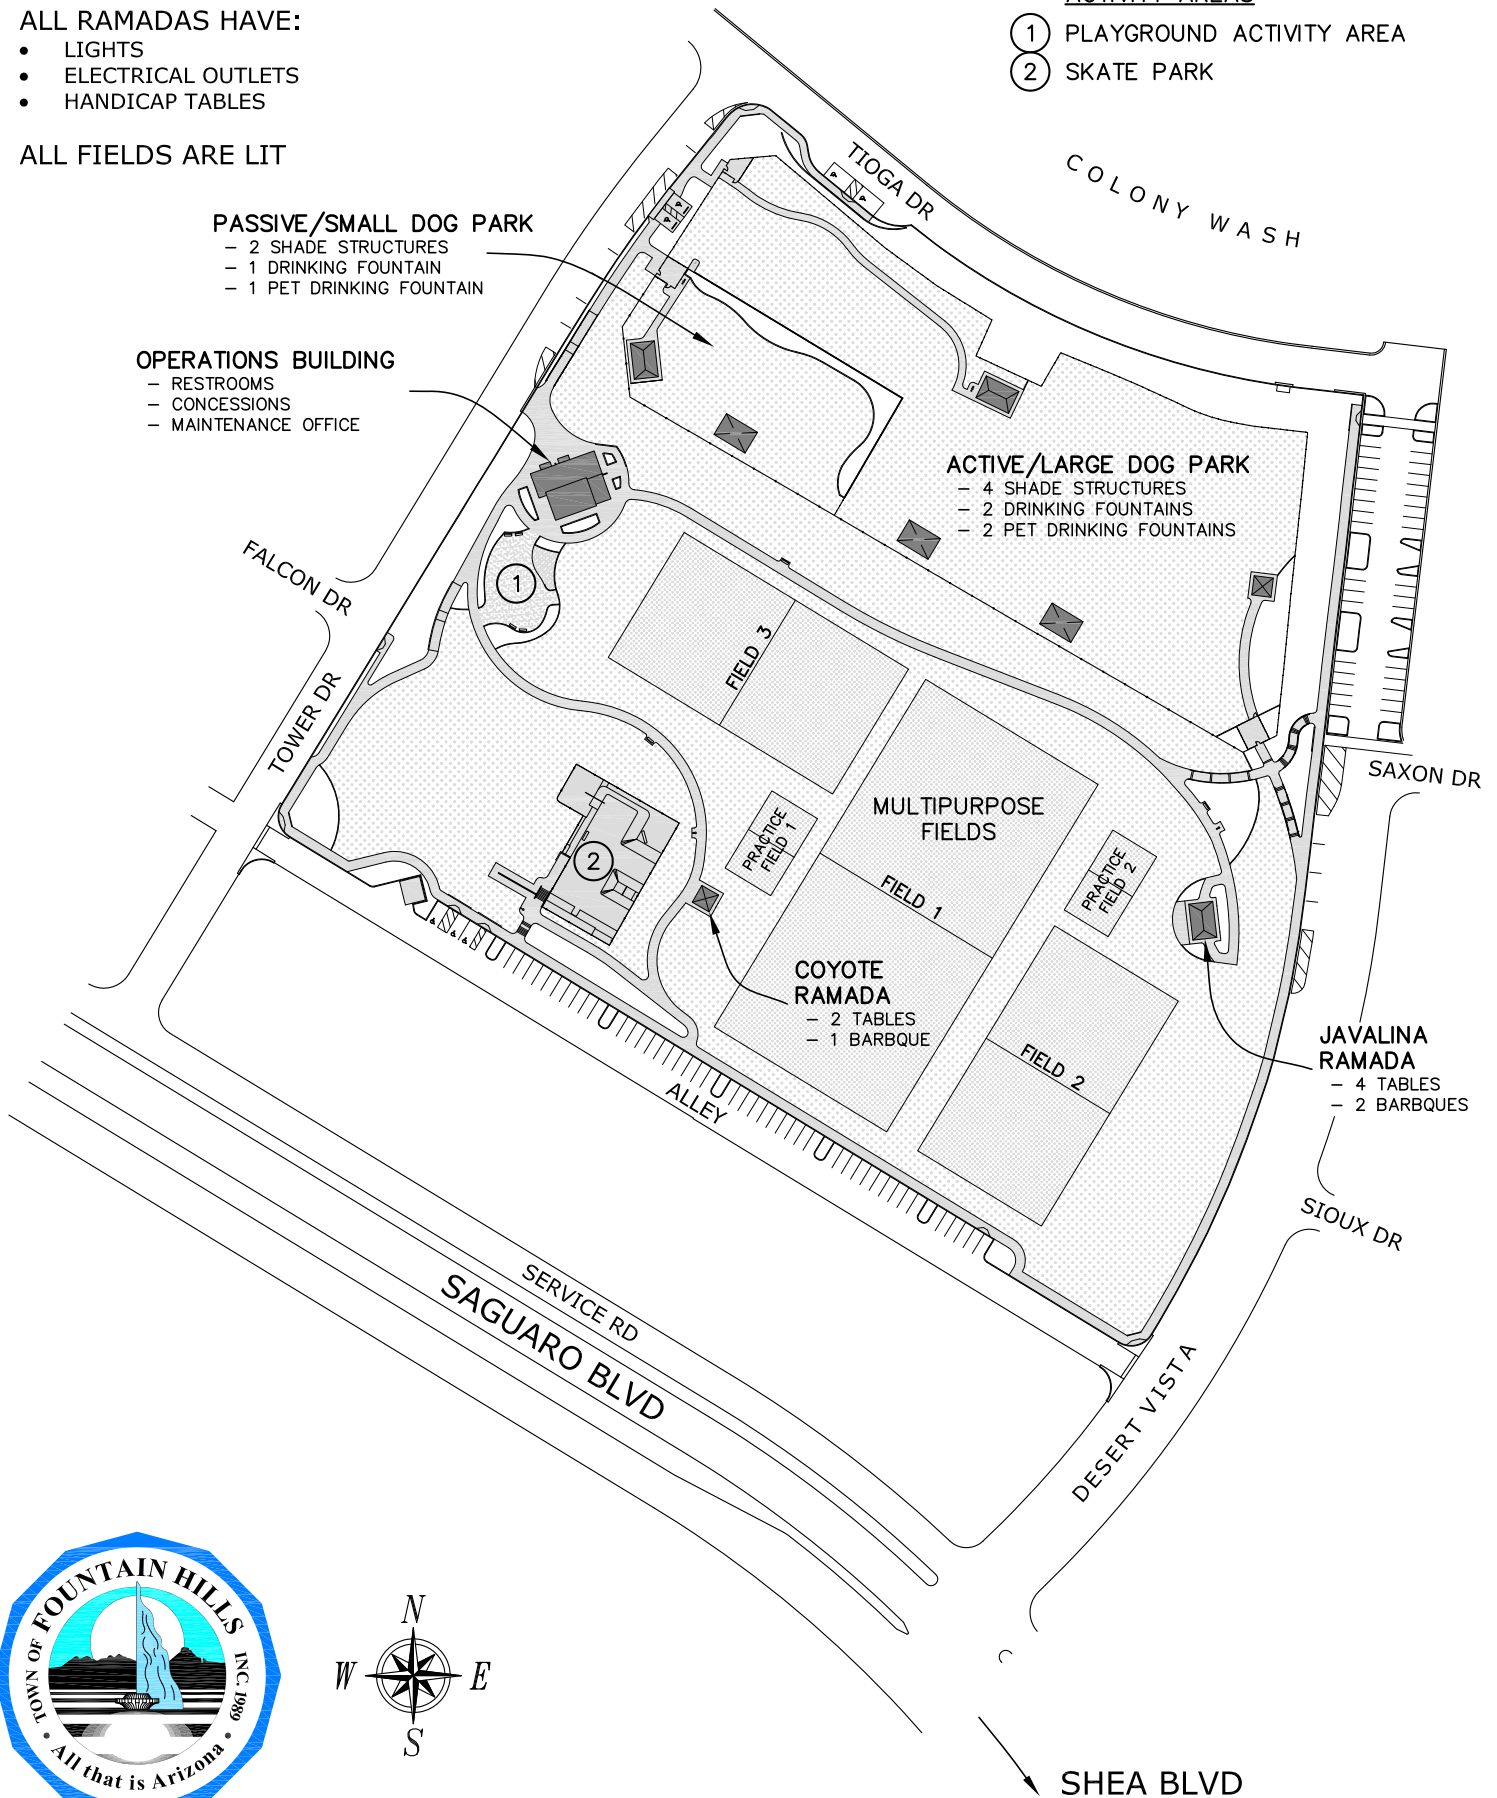 ALL RAMADAS HAVE:
• LIGHTS
• ELECTRICAL OUTLETS
• HANDICAP TABLES
ALL FIELDS ARE LIT
ACTIVITY AREAS
1 PLAYGROUND ACTIVITY AREA
2 SKATE PARK
COLONY WASH
TIOGA DR
PASSIVE/SMALL DOG PARK
– 2 SHADE STRUCTURES
– 1 DRINKING FOUNTAIN
– 1 PET DRINKING FOUNTAIN
OPERATIONS BUILDING
– RESTROOMS
– CONCESSIONS
– MAINTENANCE OFFICE
ACTIVE/LARGE DOG PARK
– 4 SHADE STRUCTURES
– 2 DRINKING FOUNTAINS
– 2 PET DRINKING FOUNTAINS
FALCON DR
1
FIELD 3
TOWER DR
SAXON DR
MULTIPURPOSE
FIELDS
PRACTICE
FIELD 1
2
FIELD 1
PRACTICE
FIELD 2
COYOTE
RAMADA
– 2 TABLES
– 1 BARBQUE
FIELD 2
JAVALINA
RAMADA
– 4 TABLES
– 2 BARBQUES
ALLEY
SIOUX DR
SERVICE RD
SAGUARO BLVD
DESERT VISTA
TOWN OF FOUNTAIN HILLS INC. 1989
All that is Arizona
N
W E
S
SHEA BLVD